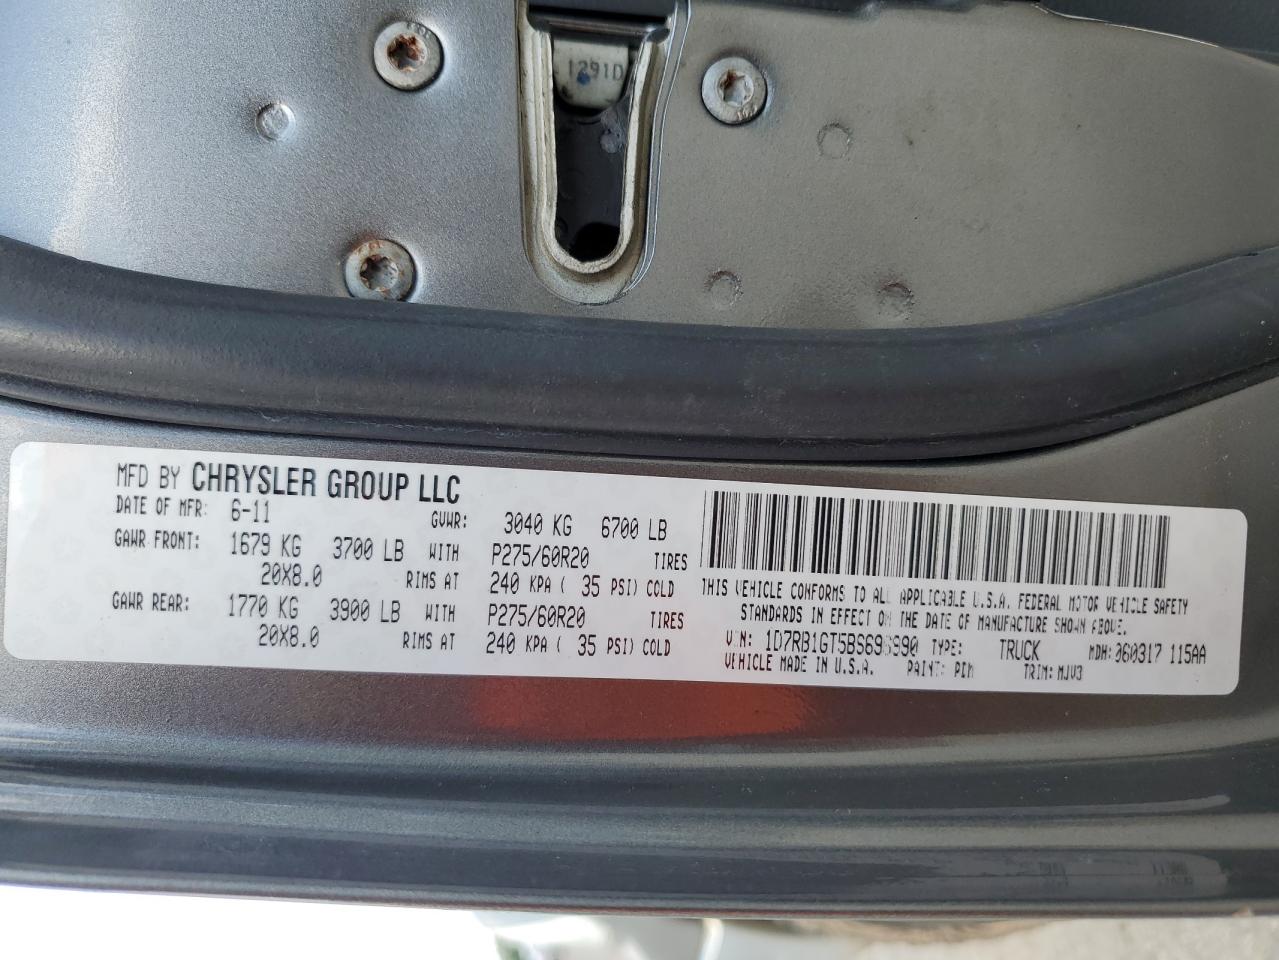 1291D
MFD BY CHRYSLER GROUP LLC
DATE OF MFR: 6-11 GVWR: 3040 KG 6700 LB
GAWR FRONT: 1679 KG 3700 LB WITH P275/60R20 TIRES
20X8.0 RIMS AT 240 KPA ( 35 PSI) COLD
GAWR REAR: 1770 KG 3900 LB WITH P275/60R20 TIRES
20X8.0 RIMS AT 240 KPA ( 35 PSI) COLD
THIS VEHICLE CONFORMS TO ALL APPLICABLE U.S.A. FEDERAL MOTOR VEHICLE SAFETY
STANDARDS IN EFFECT ON THE DATE OF MANUFACTURE SHOWN ABOVE.
VIN: TYPE: TRUCK MDH: 060317 115AA
VEHICLE MADE IN U.S.A. PAINT: PDM TRIM: MJV3